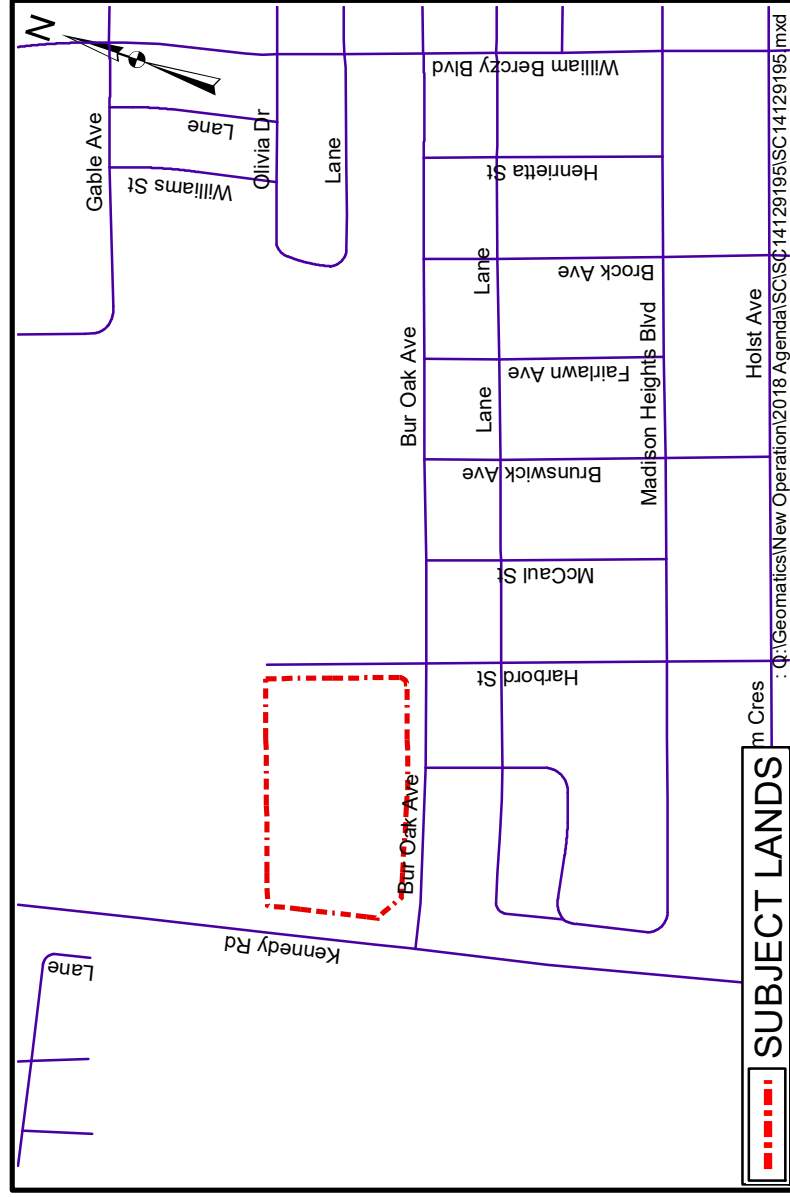 N
Gable Ave
Lane
Olivia Dr
Williams St
Lane
William Berczy Blvd
Henrietta St
Lane
Brock Ave
Bur Oak Ave
Fairlawn Ave
Madison Heights Blvd
Holst Ave
Lane
Brunswick Ave
McCaul St
Harbord St
Bur Oak Ave
Kennedy Rd
Lane
m Cres
: Q:\Geomatics\New Operation\2018 Agenda\SC\SC14129195\SC14129195.mxd
SUBJECT LANDS